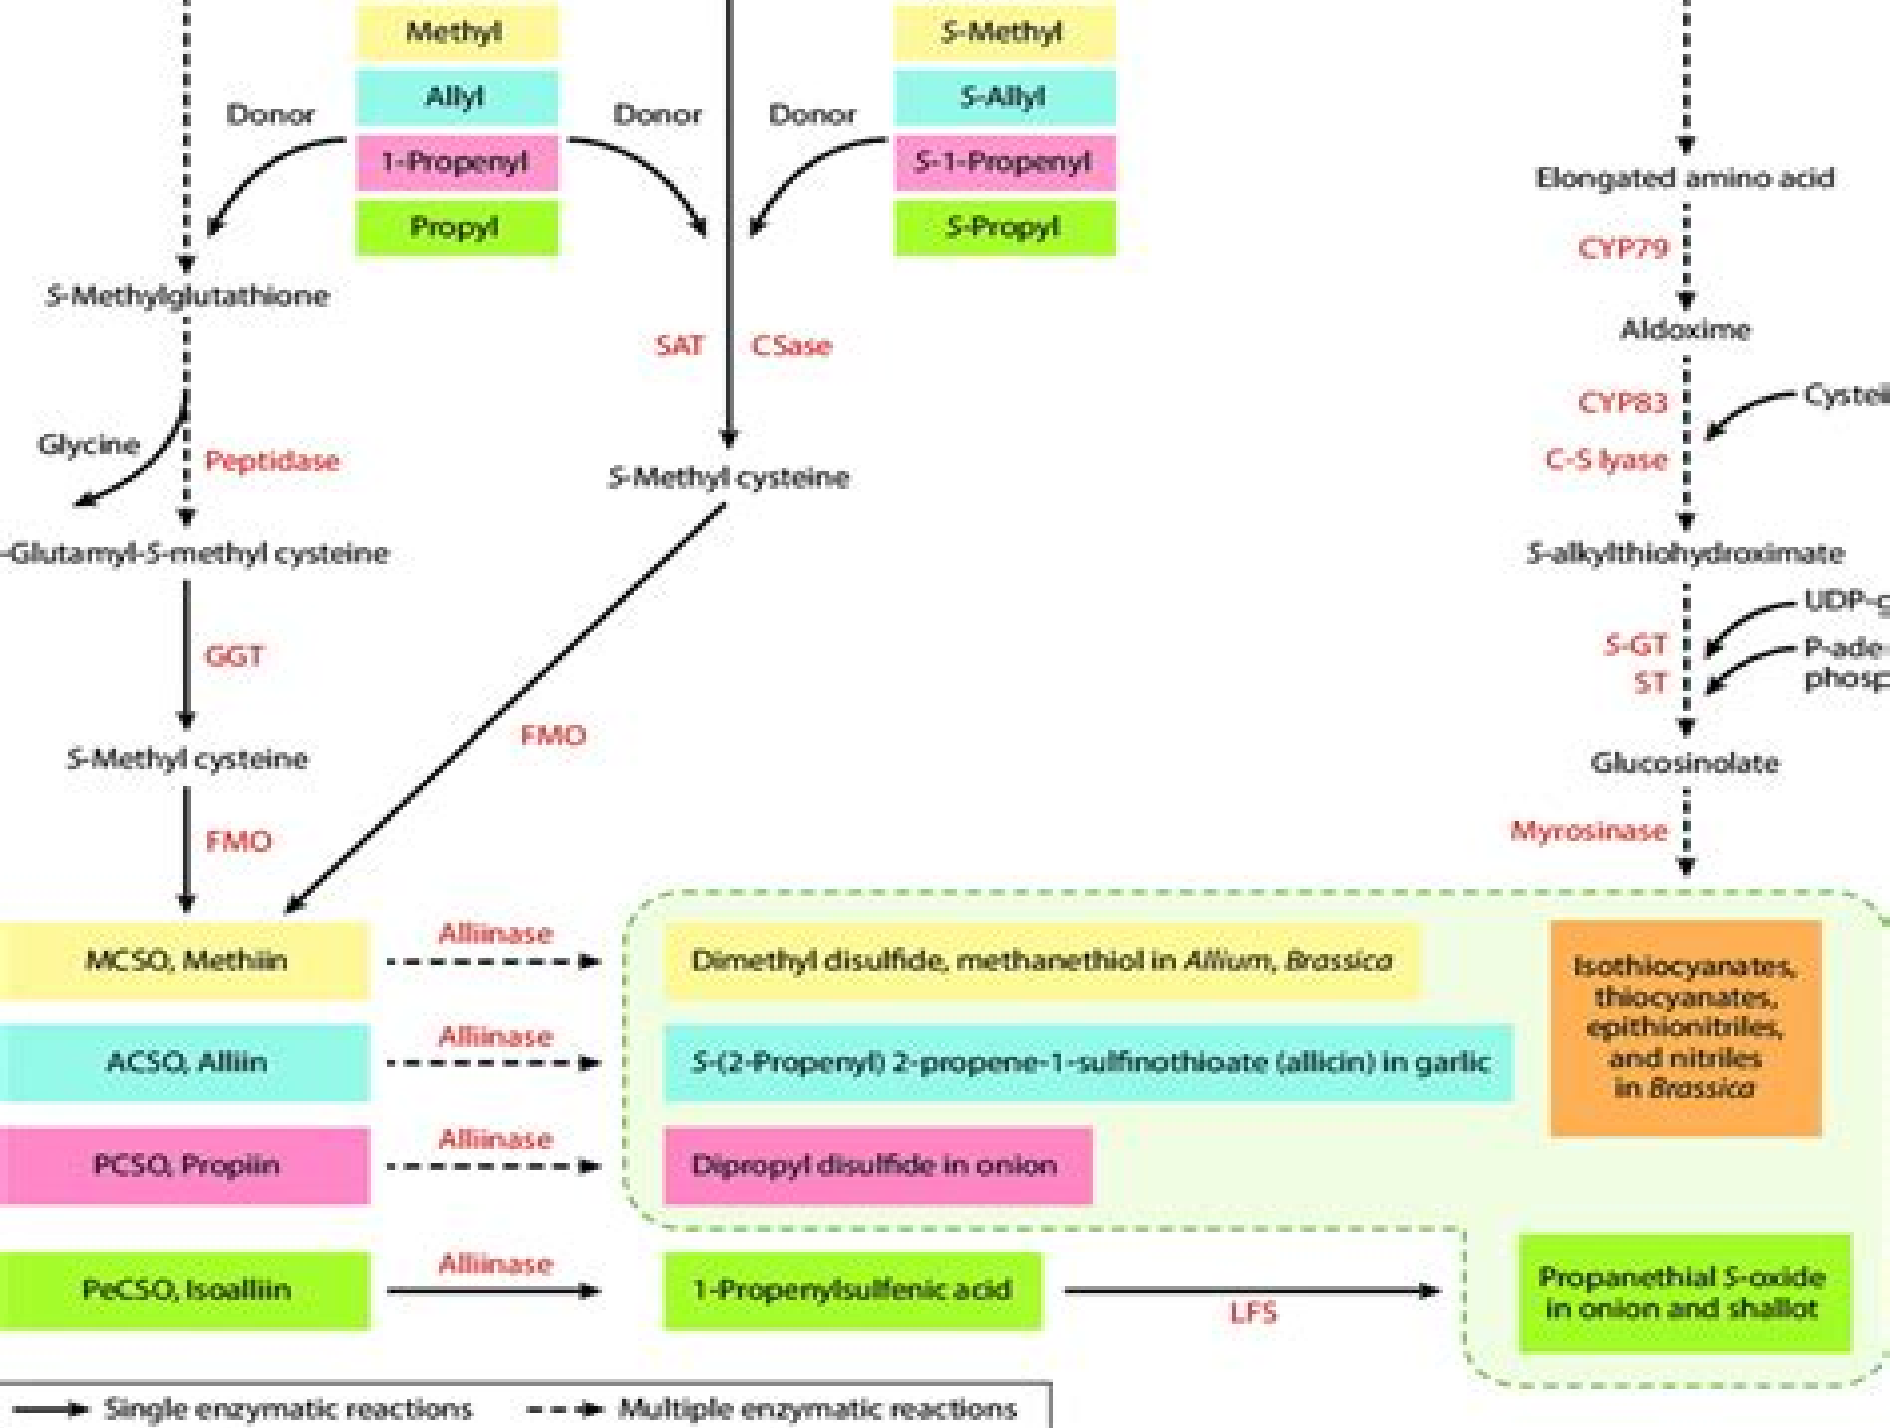 Methyl
Allyl
1-Propenyl
Propyl
Donor
Donor
Donor
S-Methyl
S-Allyl
S-1-Propenyl
S-Propyl
Elongated amino acid
CYP79
Aldoxime
CYP83
C-S lyase
S-alkylthiohydroximate
UDP-g
S-GT
P-ade-
phosp
ST
Glucosinolate
Myrosinase
S-Methylglutathione
Glycine
Peptidase
-Glutamyl-S-methyl cysteine
GGT
S-Methyl cysteine
FMO
SAT
CSase
S-Methyl cysteine
FMO
MCSO, Methiin
Alliinase
Dimethyl disulfide, methanethiol in Allium, Brassica
ACSO, Alliin
Alliinase
S-(2-Propenyl) 2-propene-1-sulfinothioate (allicin) in garlic
PCSO, Propiin
Alliinase
Dipropyl disulfide in onion
PeCSO, Isoalliin
Alliinase
1-Propenylsulfenic acid
LFS
Isothiocyanates,
thiocyanates,
epithionitriles,
and nitriles
in Brassica
Propanethial S-oxide
in onion and shallot
Single enzymatic reactions
Multiple enzymatic reactions